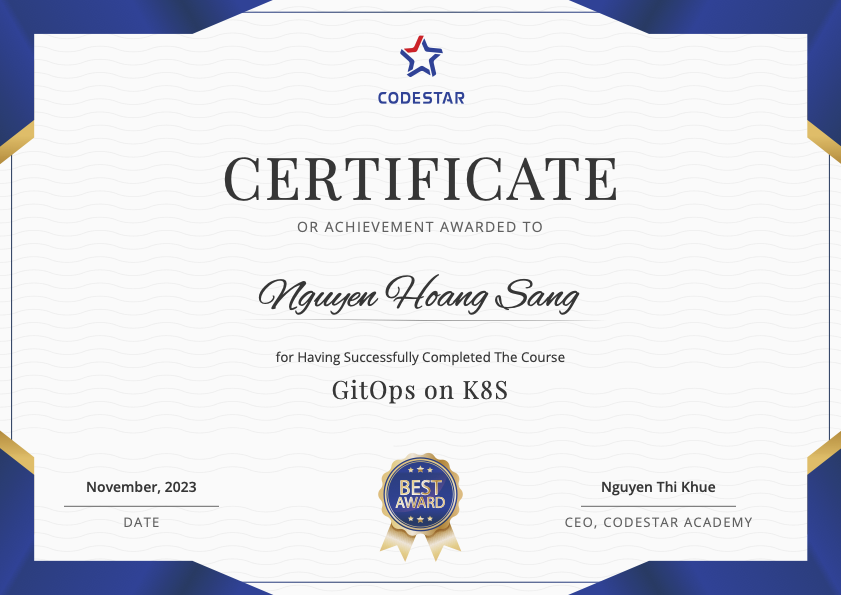 CODESTAR
CERTIFICATE
OR ACHIEVEMENT AWARDED TO
Nguyen Hoang Sang
for Having Successfully Completed The Course
GitOps on K8S
November, 2023
DATE
BEST
AWARD
Nguyen Thi Khue
CEO, CODESTAR ACADEMY